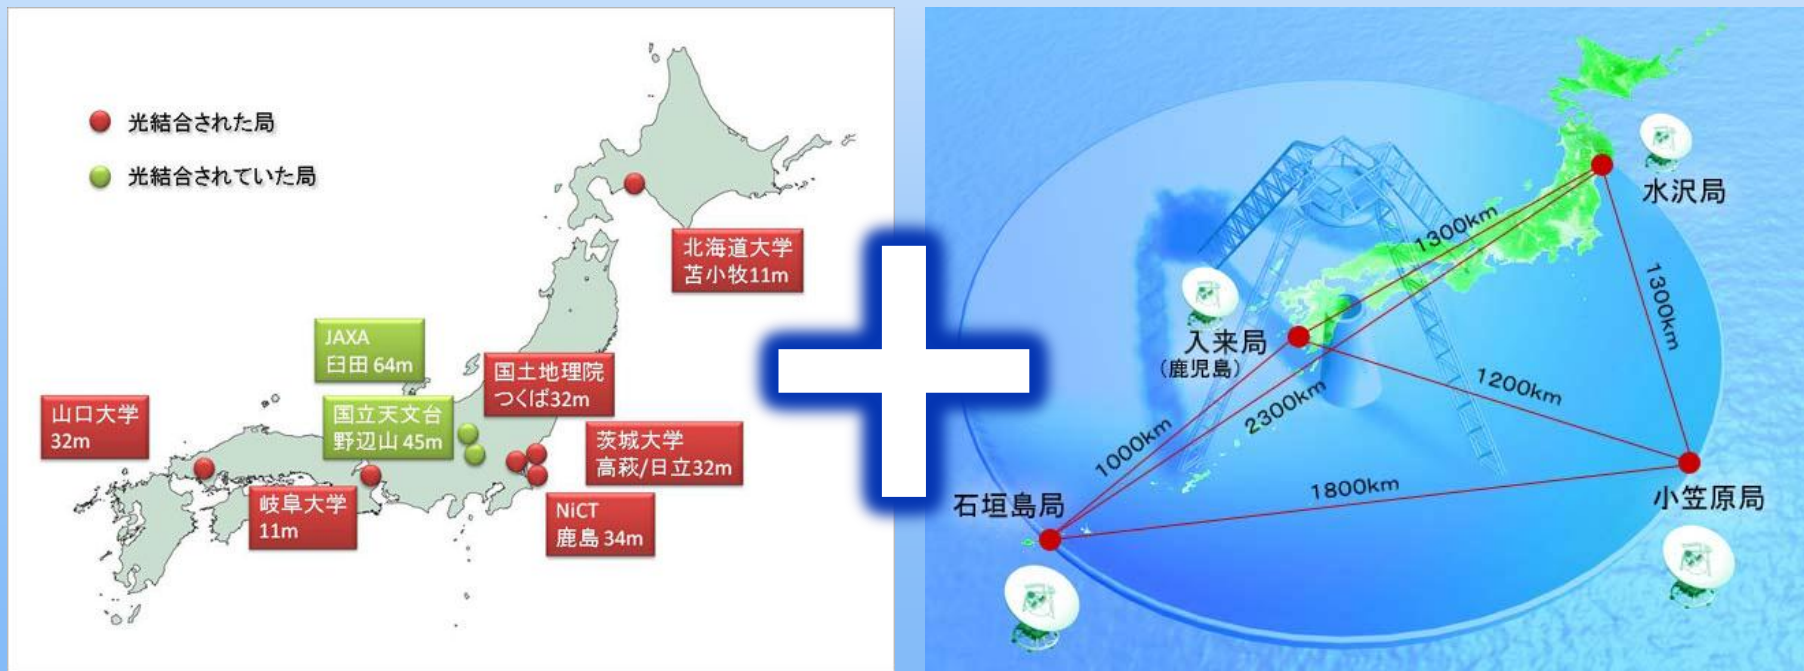 光結合された局
光結合されていた局
北海道大学
苫小牧11m
JAXA
臼田 64m
国土地理院
つくば32m
山口大学
32m
国立天文台
野辺山 45m
茨城大学
高萩/日立32m
岐阜大学
11m
NiCT
鹿島 34m
水沢局
1300km
1300km
入来局
(鹿児島)
1200km
2300km
1000km
1800km
石垣島局
小笠原局